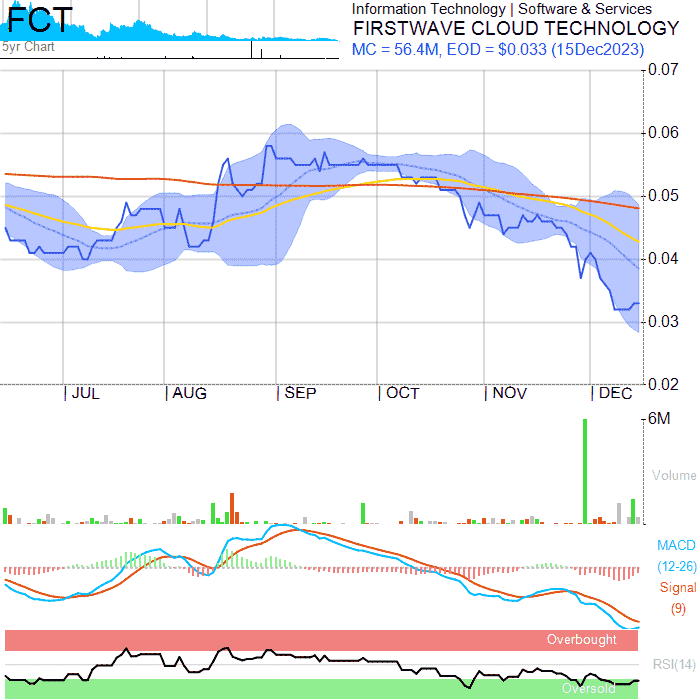 FCT
5yr Chart
Information Technology | Software & Services
FIRSTWAVE CLOUD TECHNOLOGY
MC = 56.4M, EOD = $0.033 (15Dec2023)
0.07
0.06
0.05
0.04
0.03
0.02
JUL AUG SEP OCT NOV DEC
6M
Volume
MACD
(12-26)
Signal
(9)
Overbought
RSI(14)
Oversold